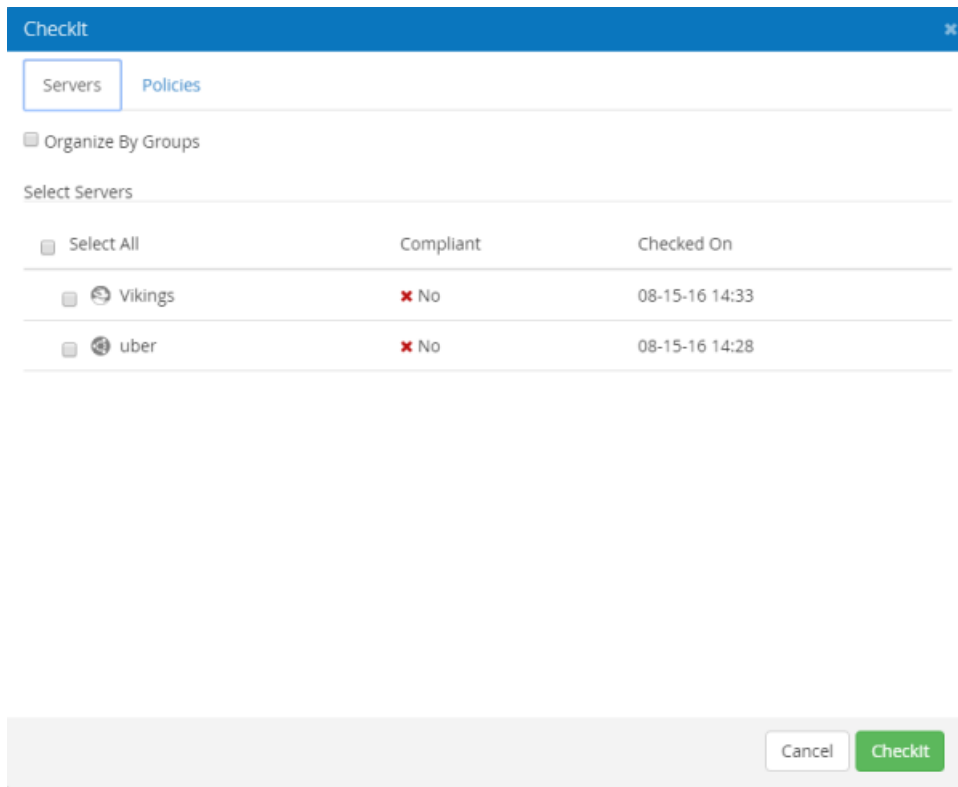 CheckIt
Servers Policies
Organize By Groups
Select Servers
Select All Compliant Checked On
Vikings No 08-15-16 14:33
uber No 08-15-16 14:28
Cancel CheckIt